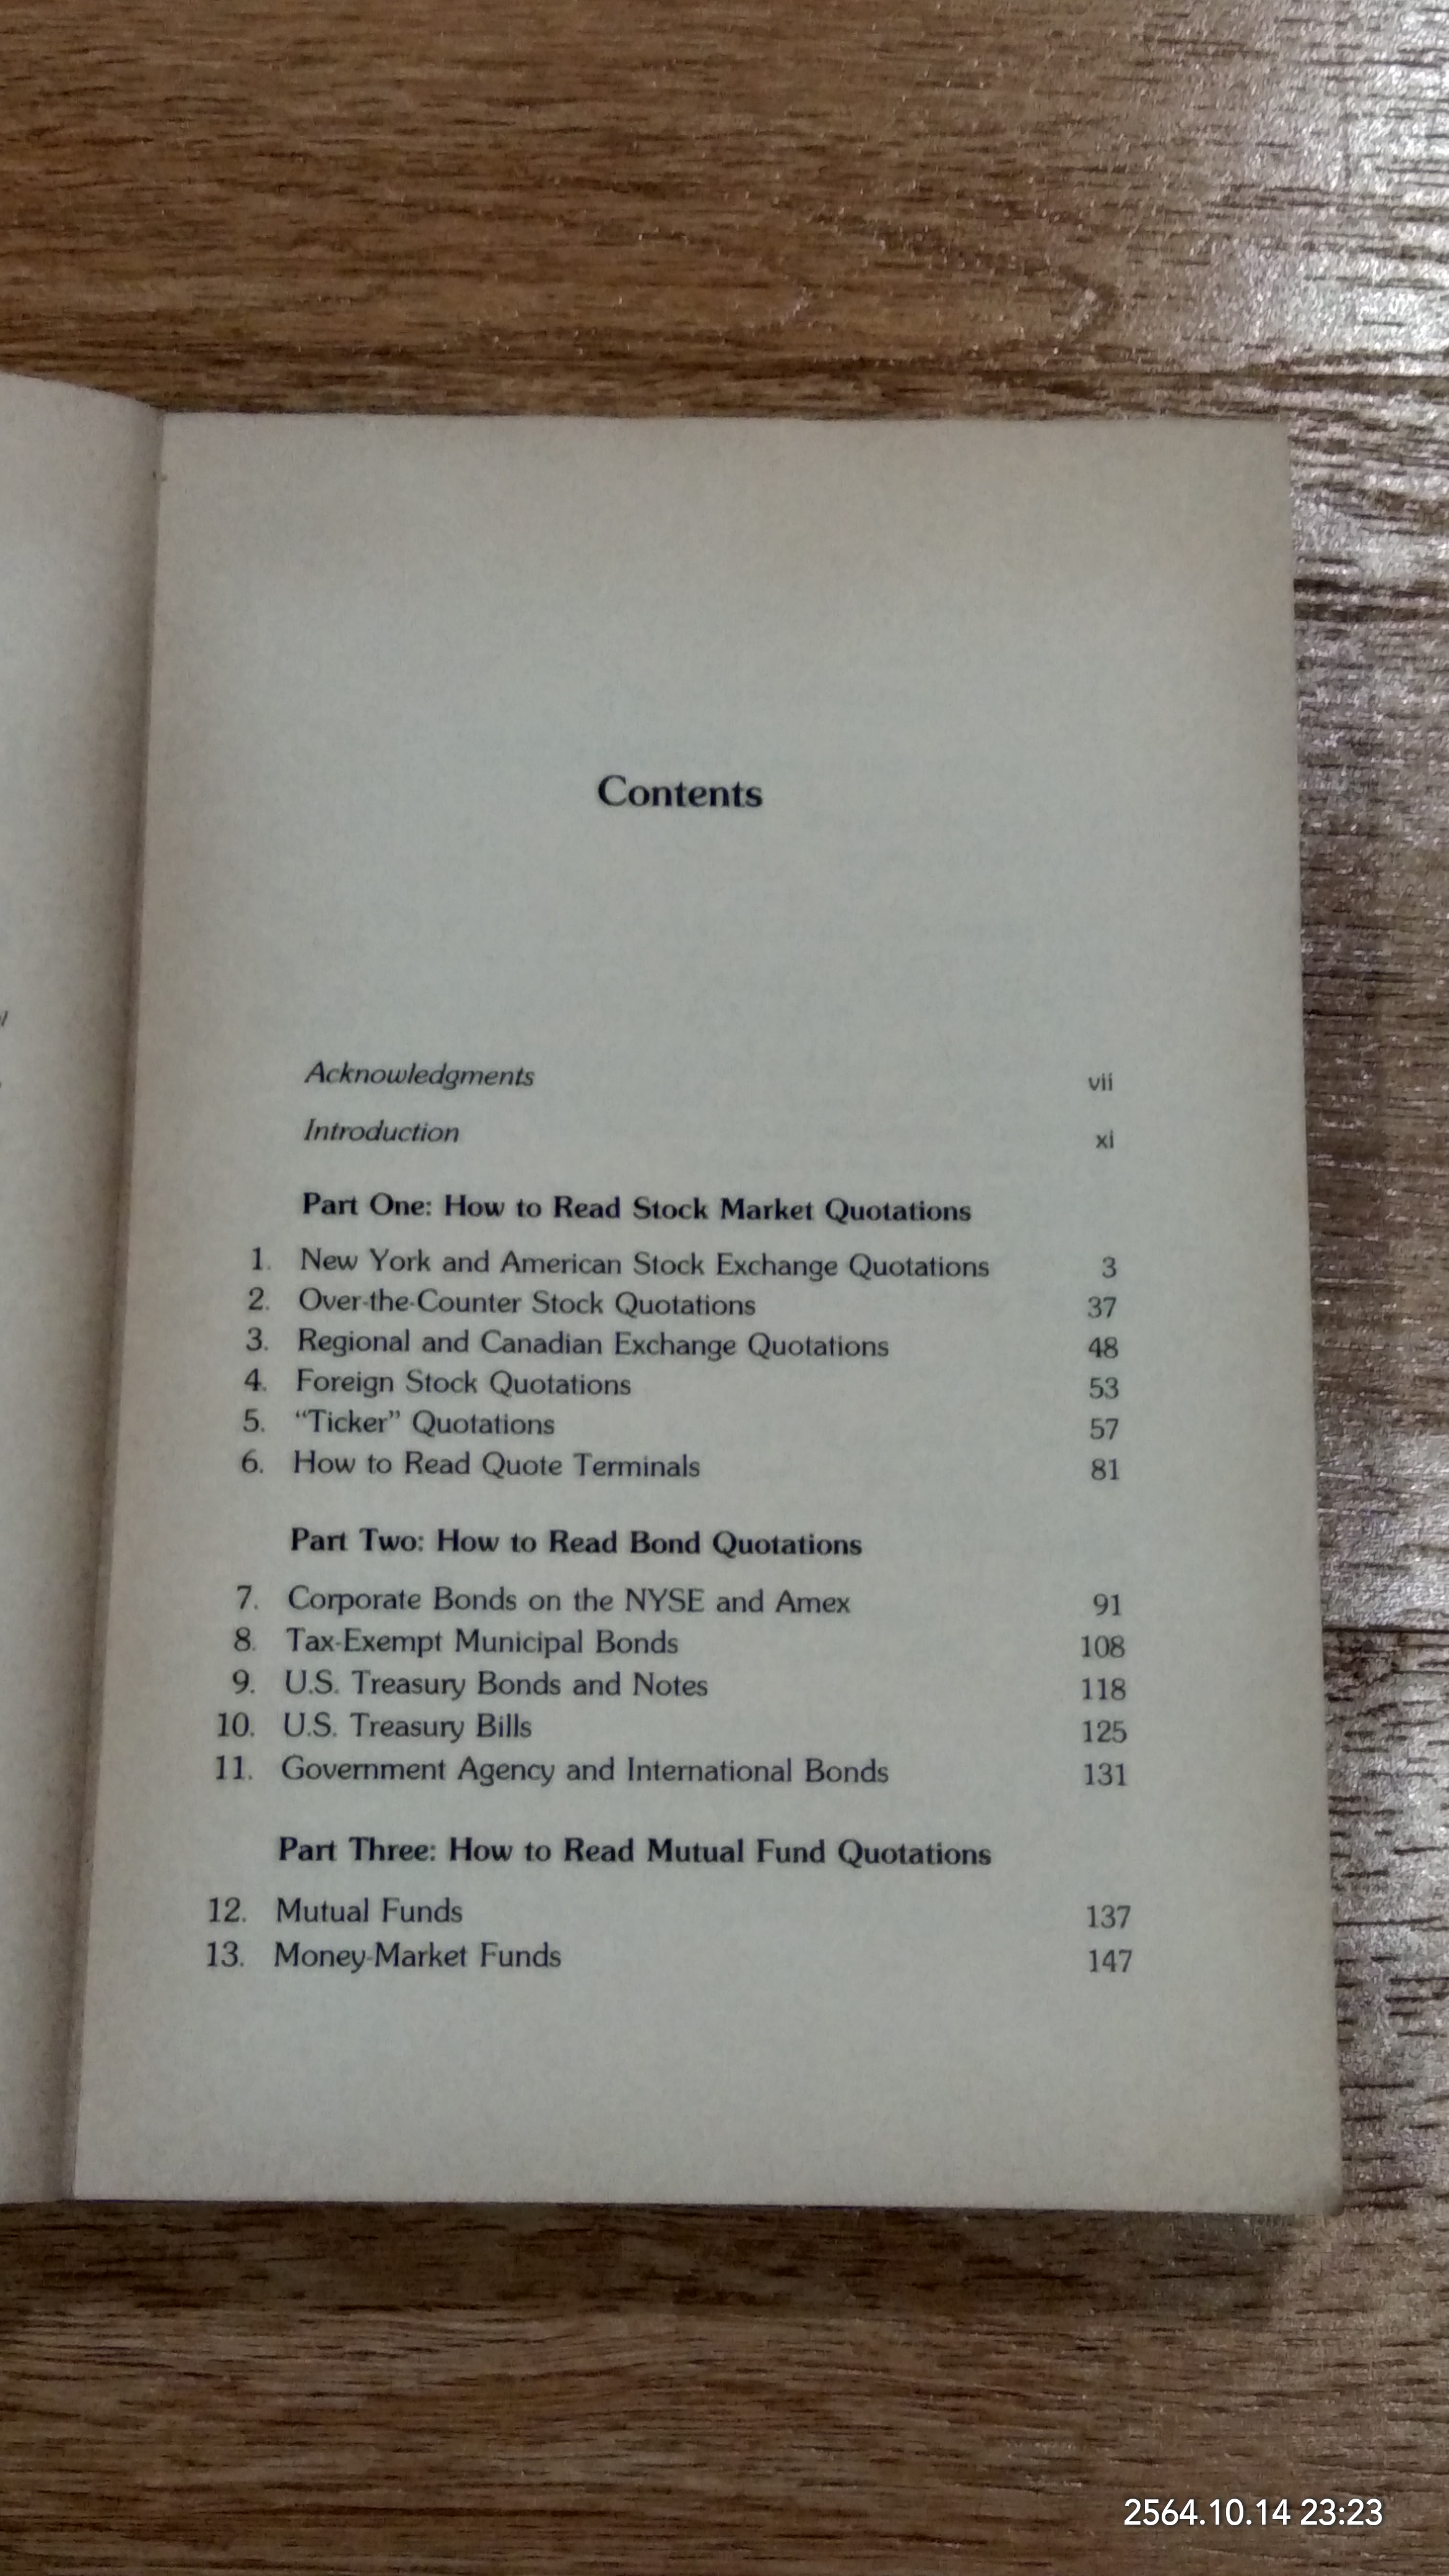 Contents
Acknowledgments vii
Introduction xi
Part One: How to Read Stock Market Quotations
1. New York and American Stock Exchange Quotations 3
2. Over-the-Counter Stock Quotations 37
3. Regional and Canadian Exchange Quotations 48
4. Foreign Stock Quotations 53
5. “Ticker” Quotations 57
6. How to Read Quote Terminals 81
Part Two: How to Read Bond Quotations
7. Corporate Bonds on the NYSE and Amex 91
8. Tax-Exempt Municipal Bonds 108
9. U.S. Treasury Bonds and Notes 118
10. U.S. Treasury Bills 125
11. Government Agency and International Bonds 131
Part Three: How to Read Mutual Fund Quotations
12. Mutual Funds 137
13. Money-Market Funds 147
2564.10.14 23:23